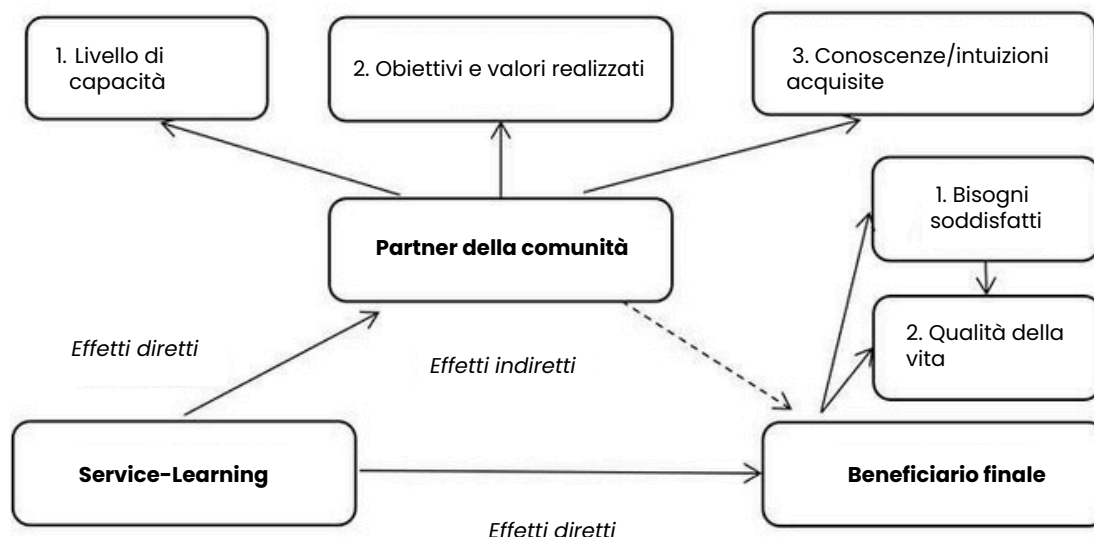 1. Livello di
capacità
2. Obiettivi e valori realizzati
3. Conoscenze/intuizioni
acquisite
1. Bisogni
soddisfatti
Partner della comunità
2. Qualità della
vita
Effetti diretti
Effetti indiretti
Service-Learning
Beneficiario finale
Effetti diretti